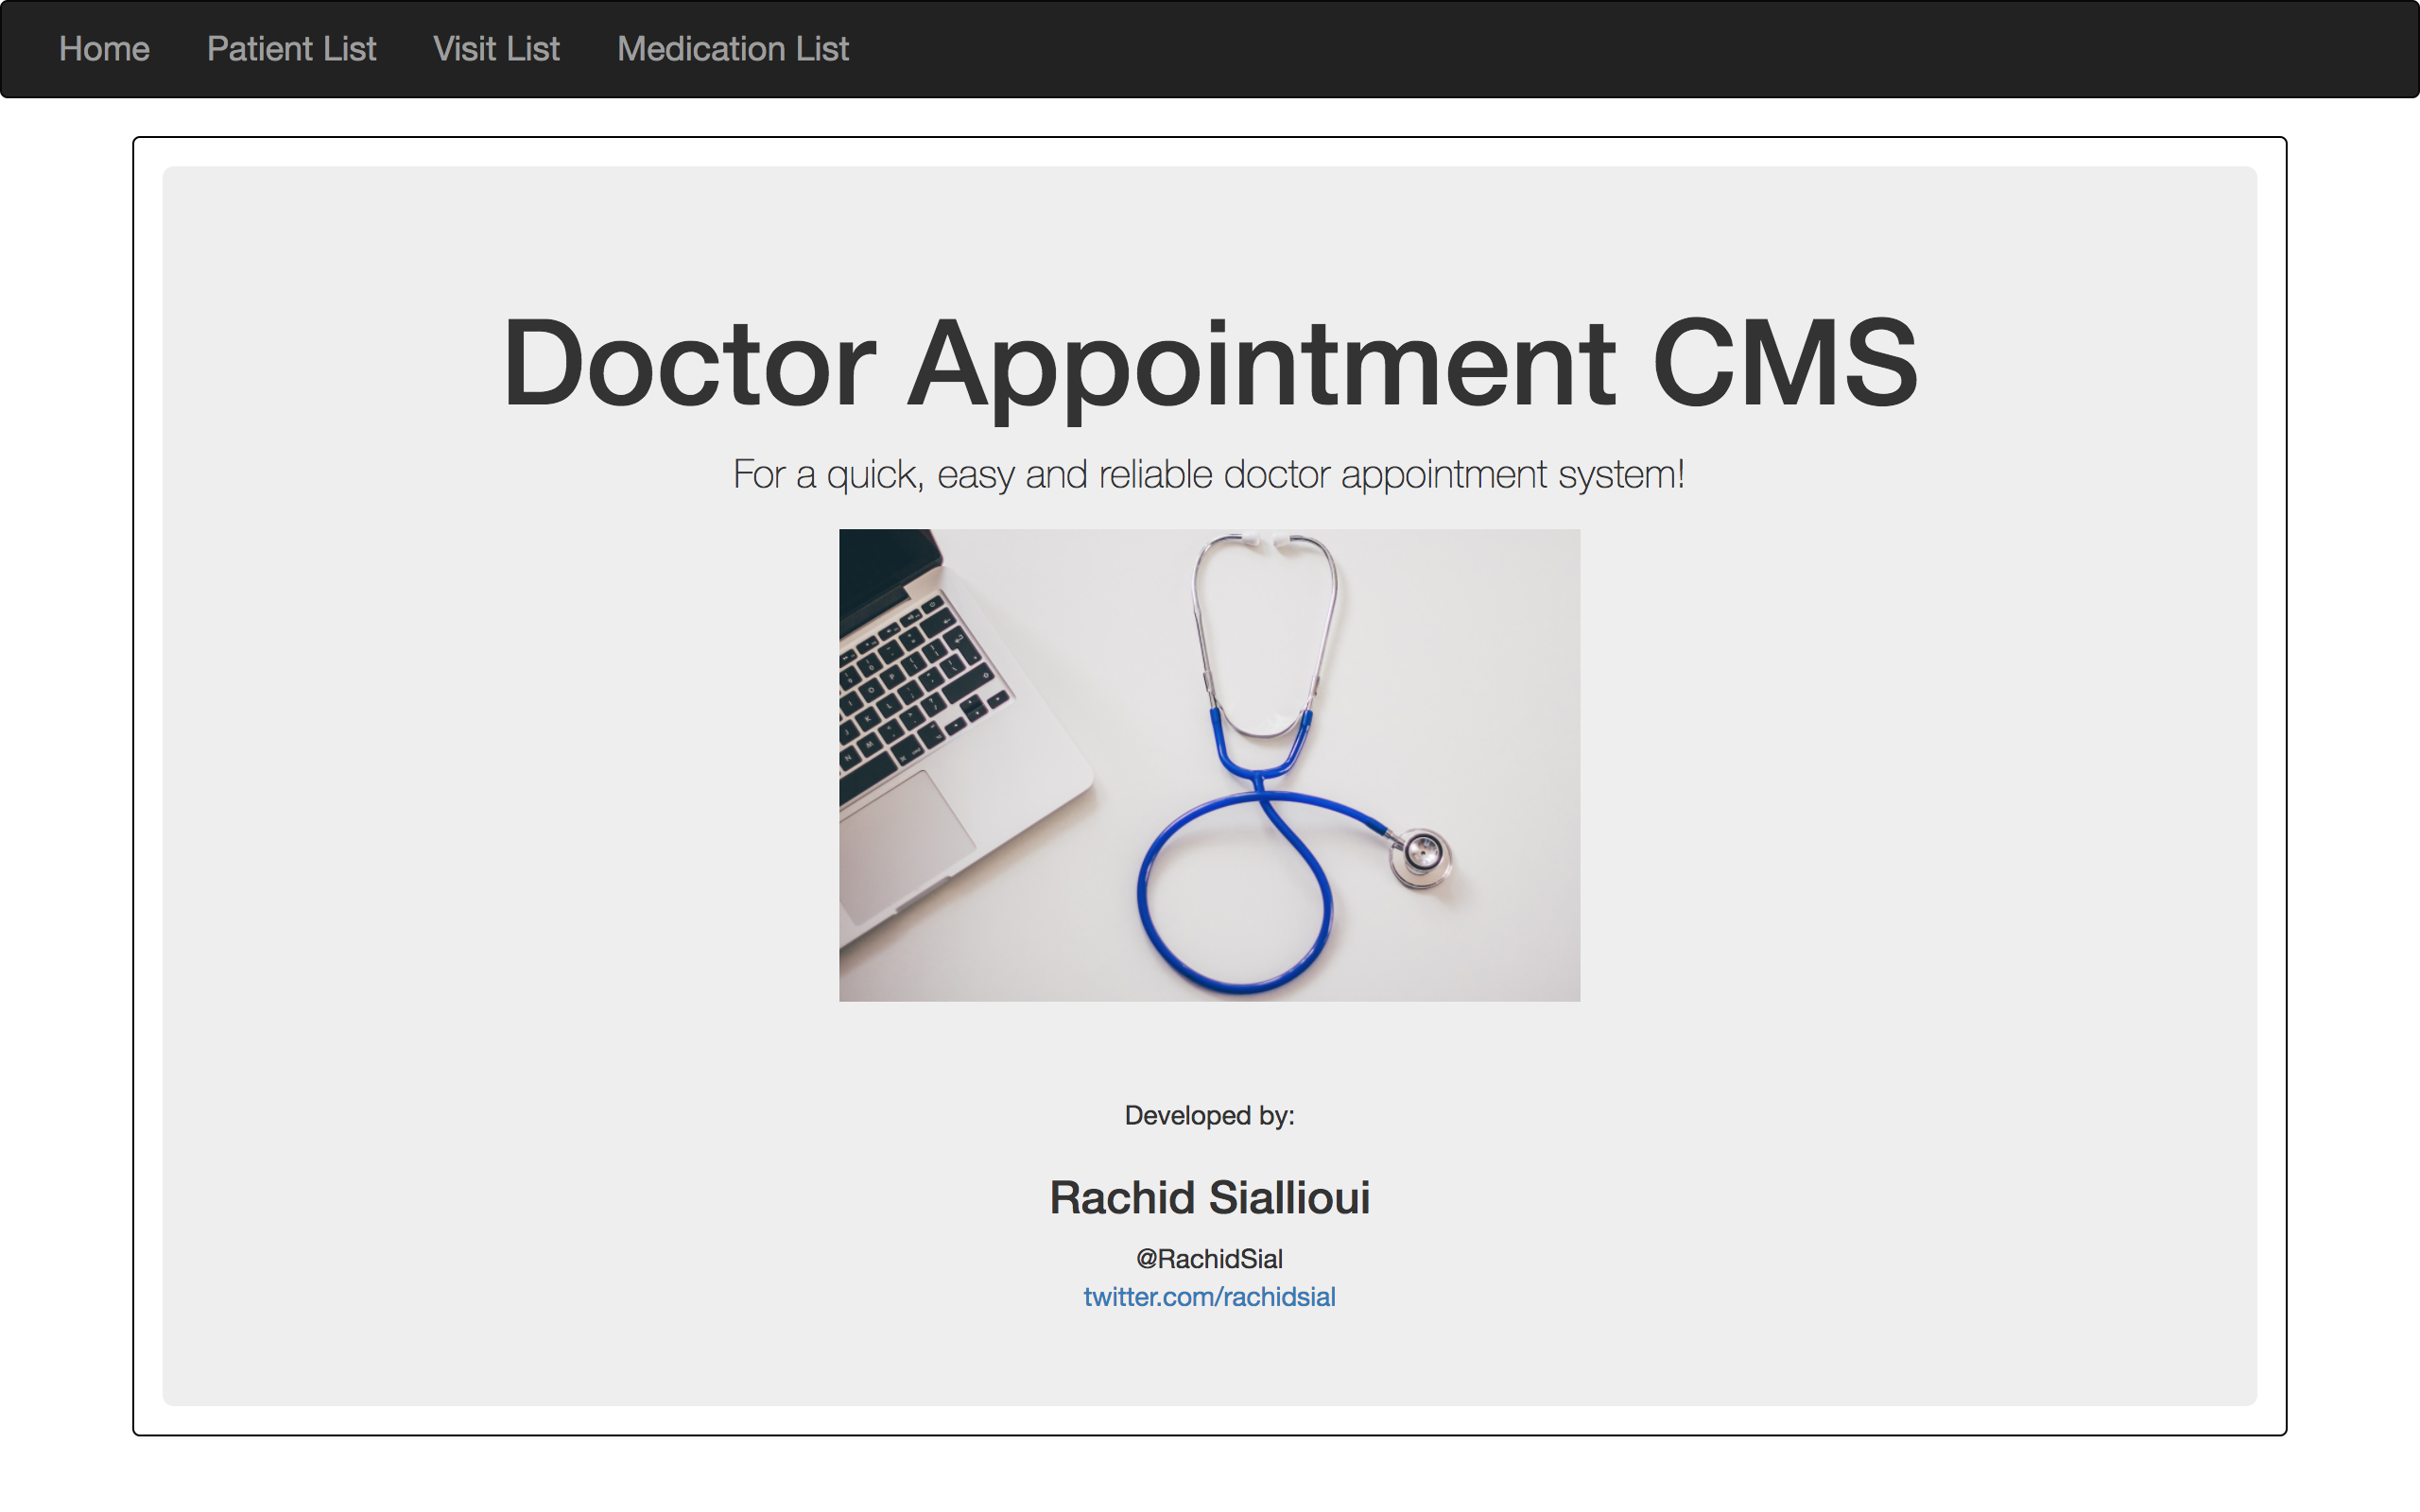 Home Patient List Visit List Medication List
Doctor Appointment CMS
For a quick, easy and reliable doctor appointment system!
Developed by:
Rachid Siallioui
@RachidSial
twitter.com/rachidsial